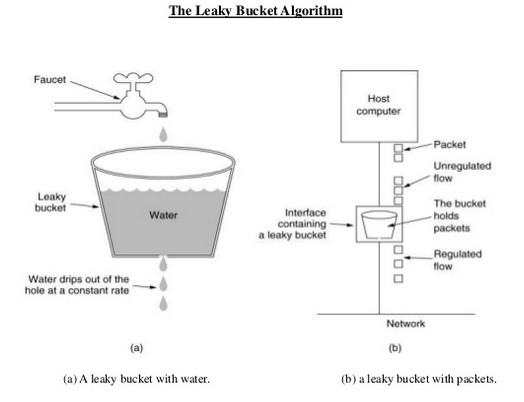 The Leaky Bucket Algorithm
Faucet
Leaky
bucket
Water
Water drips out of the
hole at a constant rate
(a)
Host
computer
Packet
Unregulated
flow
The bucket
holds
packets
Interface
containing
a leaky bucket
Regulated
flow
Network
(b)
(a) A leaky bucket with water.
(b) a leaky bucket with packets.